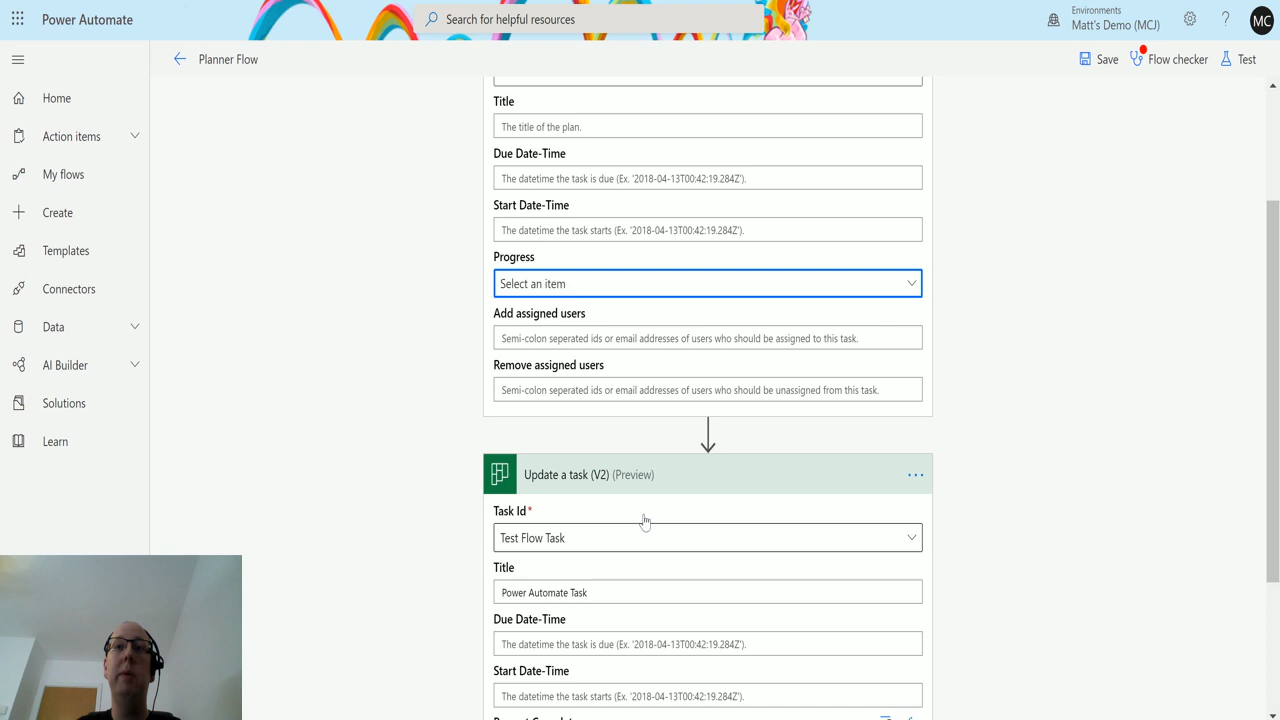 Power Automate
Search for helpful resources
Environments
Matt's Demo (MCJ)
MC
Planner Flow
Save
Flow checker
Test
Home
Action items
My flows
Create
Templates
Connectors
Data
AI Builder
Solutions
Learn
Title
The title of the plan.
Due Date-Time
The datetime the task is due (Ex. '2018-04-13T00:42:19.284Z').
Start Date-Time
The datetime the task starts (Ex. '2018-04-13T00:42:19.284Z').
Progress
Select an item
Add assigned users
Semi-colon seperated ids or email addresses of users who should be assigned to this task.
Remove assigned users
Semi-colon seperated ids or email addresses of users who should be unassigned from this task.
Update a task (V2) (Preview)
Task Id *
Test Flow Task
Title
Power Automate Task
Due Date-Time
The datetime the task is due (Ex. '2018-04-13T00:42:19.284Z').
Start Date-Time
The datetime the task starts (Ex. '2018-04-13T00:42:19.284Z').